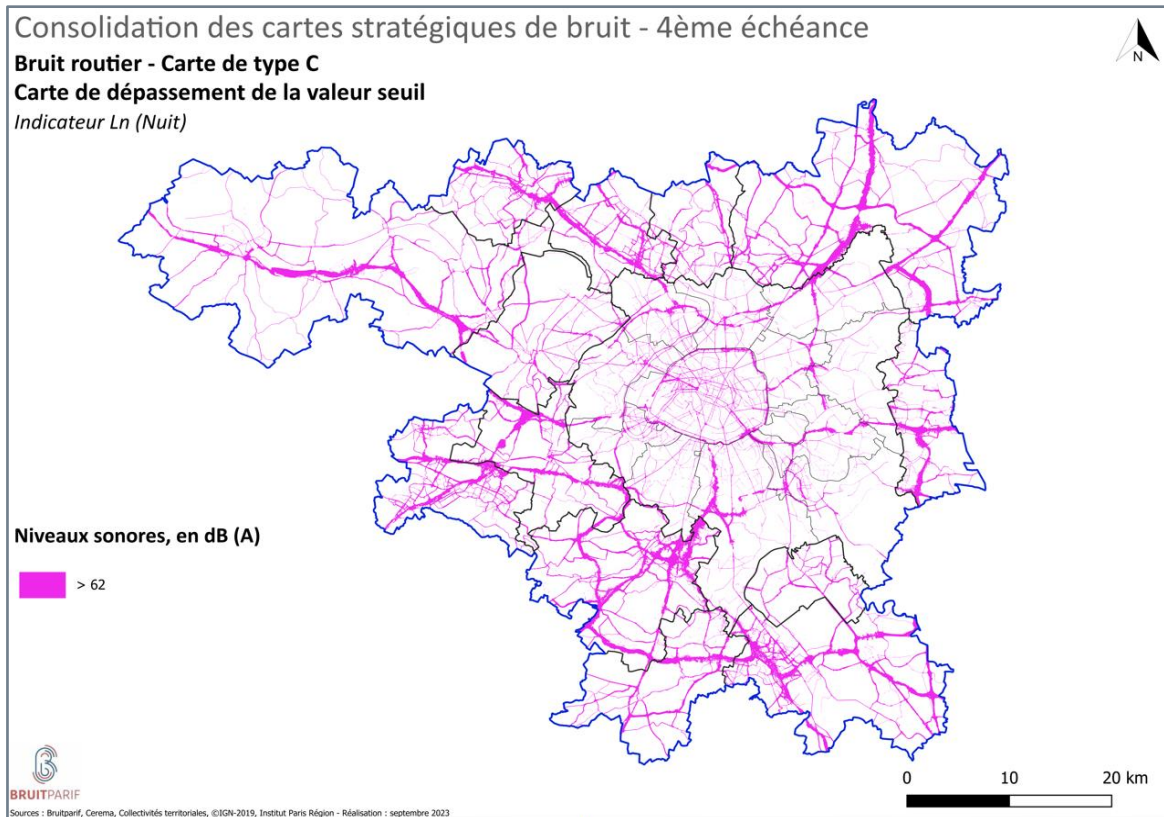 Consolidation des cartes stratégiques de bruit - 4ème échéance
Bruit routier - Carte de type C
Carte de dépassement de la valeur seuil
Indicateur Ln (Nuit)
N
Niveaux sonores, en dB (A)
> 62
BRUITPARIF
0 10 20 km
Sources : Bruitparif, Cerema, Collectivités territoriales, ©IGN-2019, Institut Paris Région - Réalisation : septembre 2023